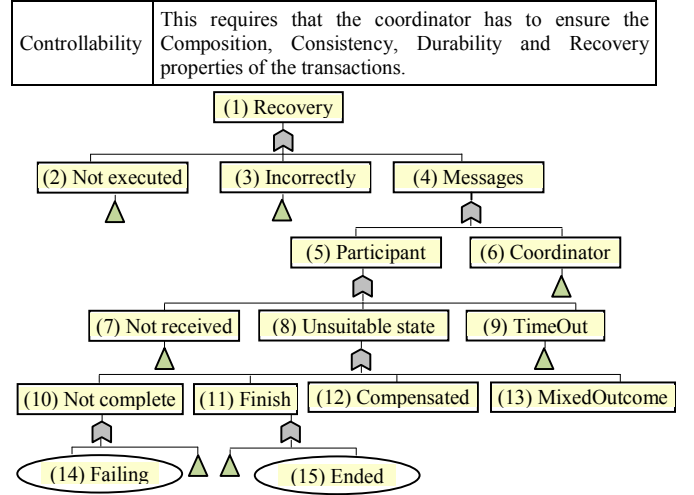 Controllability
This requires that the coordinator has to ensure the
Composition, Consistency, Durability and Recovery
properties of the transactions.
(1) Recovery
(2) Not executed
(3) Incorrectly
(4) Messages
(5) Participant
(6) Coordinator
(7) Not received
(8) Unsuitable state
(9) TimeOut
(10) Not complete
(11) Finish
(12) Compensated
(13) MixedOutcome
(14) Failing
(15) Ended